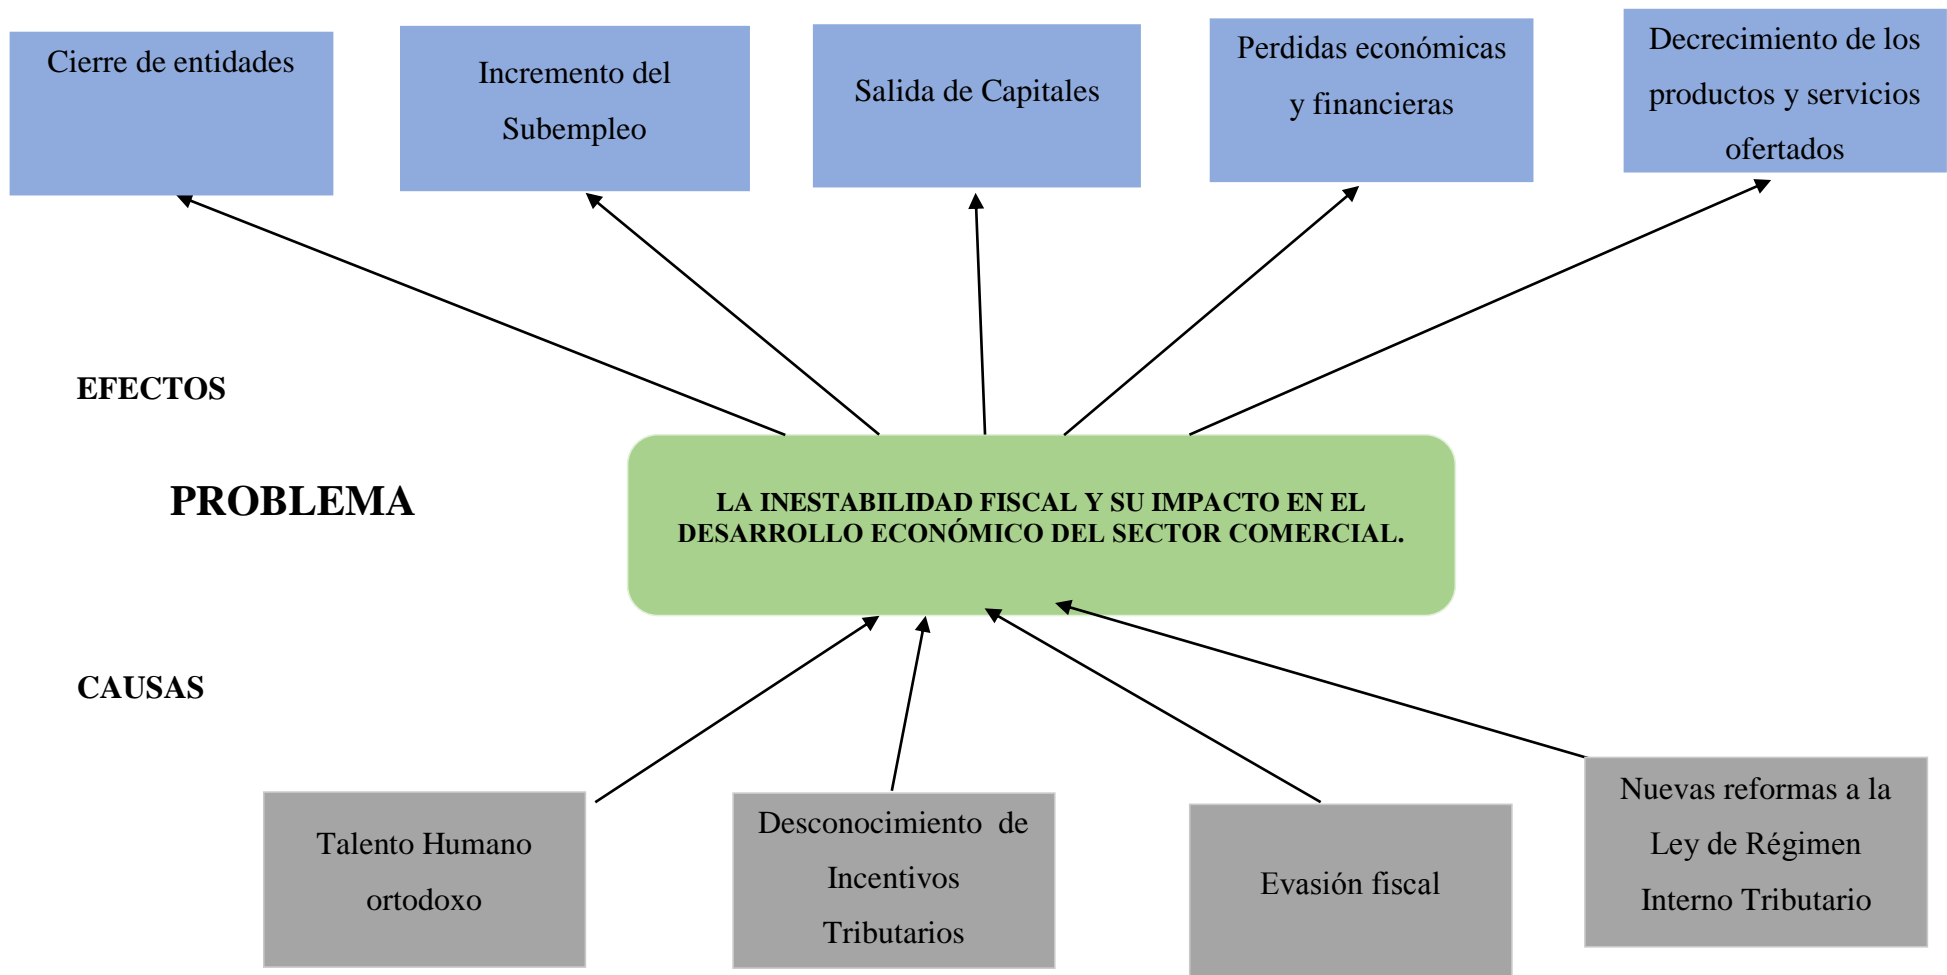 Cierre de entidades
Incremento del
Subempleo
Salida de Capitales
Perdidas económicas
y financieras
Decrecimiento de los
productos y servicios
ofertados
EFECTOS
PROBLEMA
LA INESTABILIDAD FISCAL Y SU IMPACTO EN EL
DESARROLLO ECONÓMICO DEL SECTOR COMERCIAL.
CAUSAS
Talento Humano
ortodoxo
Desconocimiento de
Incentivos
Tributarios
Evasión fiscal
Nuevas reformas a la
Ley de Régimen
Interno Tributario